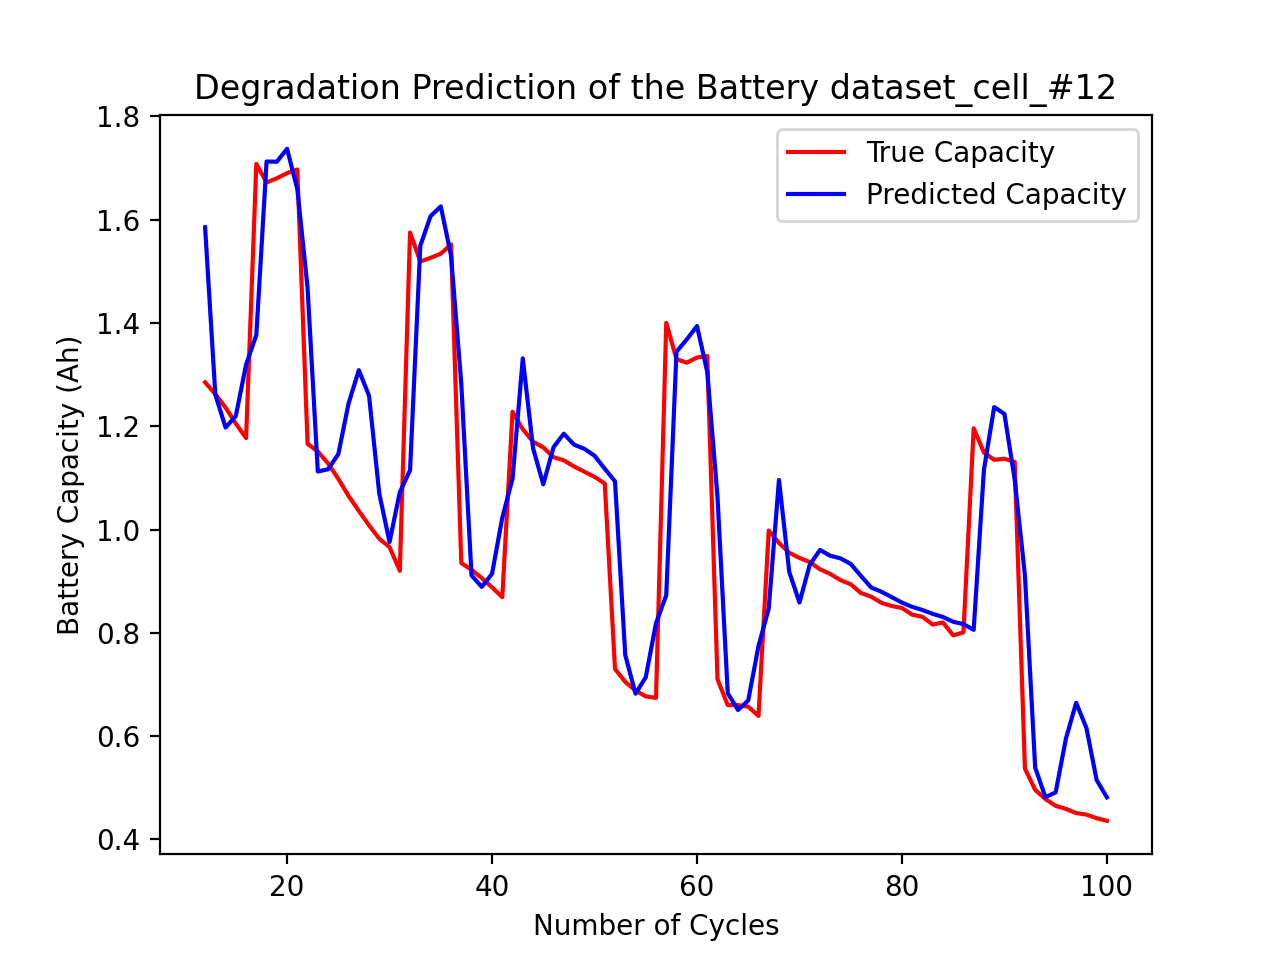 Degradation Prediction of the Battery dataset_cell_#12
True Capacity
Predicted Capacity
Battery Capacity (Ah)
1.8
1.6
1.4
1.2
1.0
0.8
0.6
0.4
20 40 60 80 100
Number of Cycles